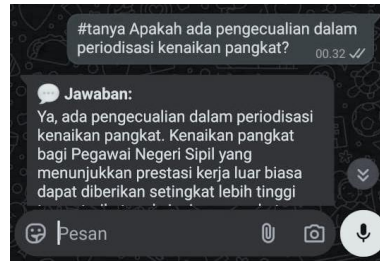 #tanya Apakah ada pengecualian dalam
periodisasi kenaikan pangkat?
00.32
Jawaban:
Ya, ada pengecualian dalam periodisasi
kenaikan pangkat. Kenaikan pangkat
bagi Pegawai Negeri Sipil yang
menunjukkan prestasi kerja luar biasa
dapat diberikan setingkat lebih tinggi
Pesan